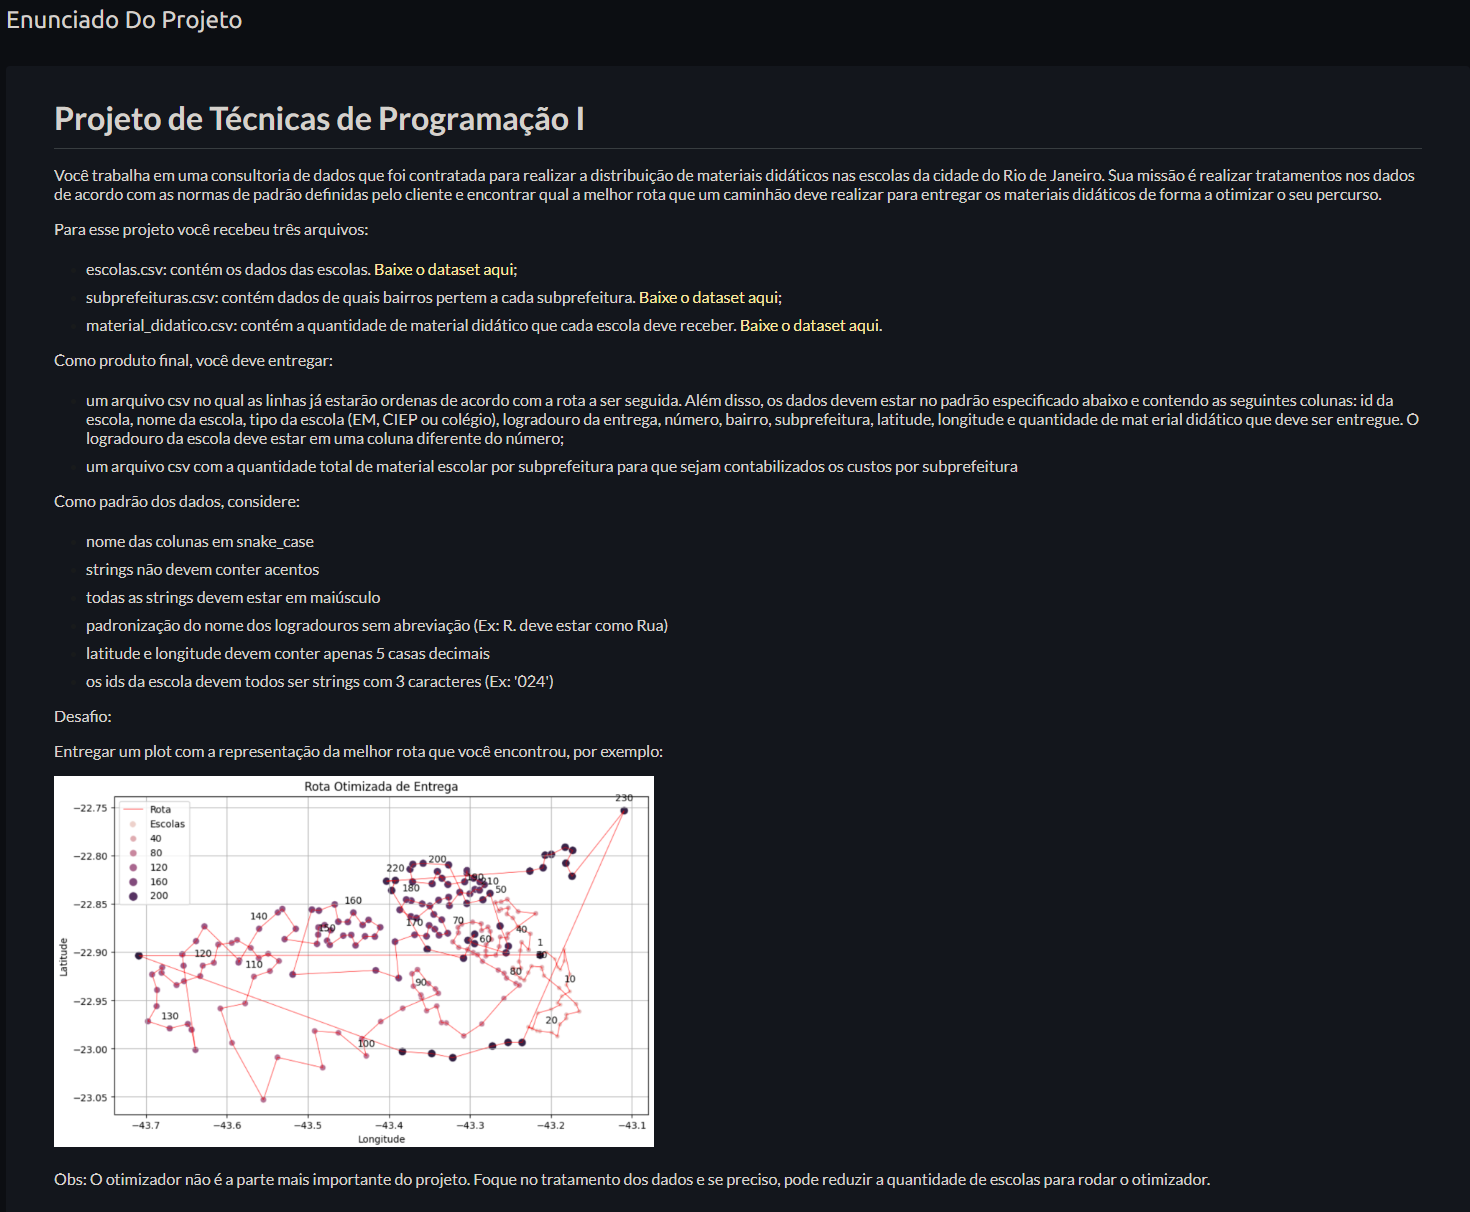 Enunciado Do Projeto
Projeto de Técnicas de Programação I
Você trabalha em uma consultoria de dados que foi contratada para realizar a distribuição de materiais didáticos nas escolas da cidade do Rio de Janeiro. Sua missão é realizar tratamentos nos dados
de acordo com as normas de padrão definidas pelo cliente e encontrar qual a melhor rota que um caminhão deve realizar para entregar os materiais didáticos de forma a otimizar o seu percurso.
Para esse projeto você recebeu três arquivos:
escolas.csv: contém os dados das escolas. Baixe o dataset aqui;
subprefeituras.csv: contém dados de quais bairros pertem a cada subprefeitura. Baixe o dataset aqui;
material_didatico.csv: contém a quantidade de material didático que cada escola deve receber. Baixe o dataset aqui.
Como produto final, você deve entregar:
um arquivo csv no qual as linhas já estarão ordenas de acordo com a rota a ser seguida. Além disso, os dados devem estar no padrão especificado abaixo e contendo as seguintes colunas: id da
escola, nome da escola, tipo da escola (EM, CIEP ou colégio), logradouro da entrega, número, bairro, subprefeitura, latitude, longitude e quantidade de mat erial didático que deve ser entregue. O
logradouro da escola deve estar em uma coluna diferente do número;
um arquivo csv com a quantidade total de material escolar por subprefeitura para que sejam contabilizados os custos por subprefeitura
Como padrão dos dados, considere:
nome das colunas em snake_case
strings não devem conter acentos
todas as strings devem estar em maiúsculo
padronização do nome dos logradouros sem abreviação (Ex: R. deve estar como Rua)
latitude e longitude devem conter apenas 5 casas decimais
os ids da escola devem todos ser strings com 3 caracteres (Ex: '024')
Desafio:
Entregar um plot com a representação da melhor rota que você encontrou, por exemplo:
Rota Otimizada de Entrega
230
−22.75
Rota
Escolas
40
80
120
160
200
−22.80
220
200
210
180
50
−22.85
160
140
150
170
70
40
60
1
−22.90
120
110
80
90
10
−22.95
130
20
100
−23.00
−23.05
Latitude
−43.7
−43.6
−43.5
−43.4
−43.3
−43.2
−43.1
Longitude
Obs: O otimizador não é a parte mais importante do projeto. Foque no tratamento dos dados e se preciso, pode reduzir a quantidade de escolas para rodar o otimizador.